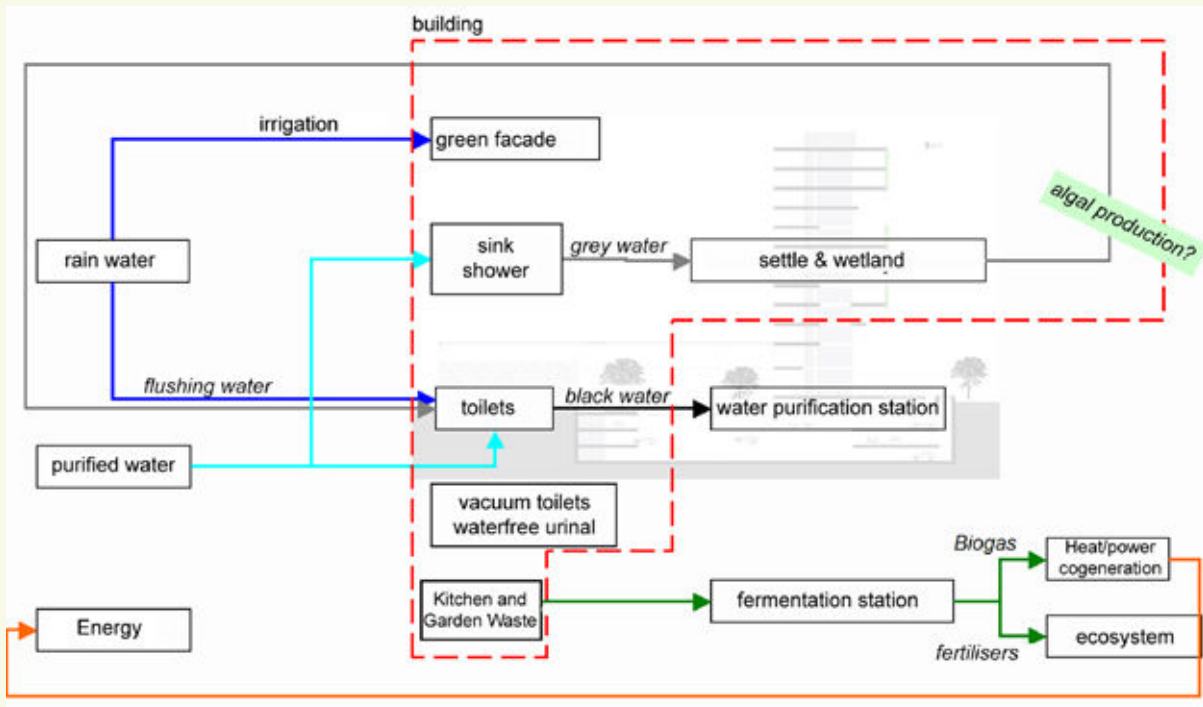 building
irrigation
green facade
algal production?
rain water
sink
shower
grey water
settle & wetland
flushing water
toilets
black water
water purification station
purified water
vacuum toilets
waterfree urinal
Biogas
Heat/power
cogeneration
Kitchen and
Garden Waste
fermentation station
Energy
fertilisers
ecosystem